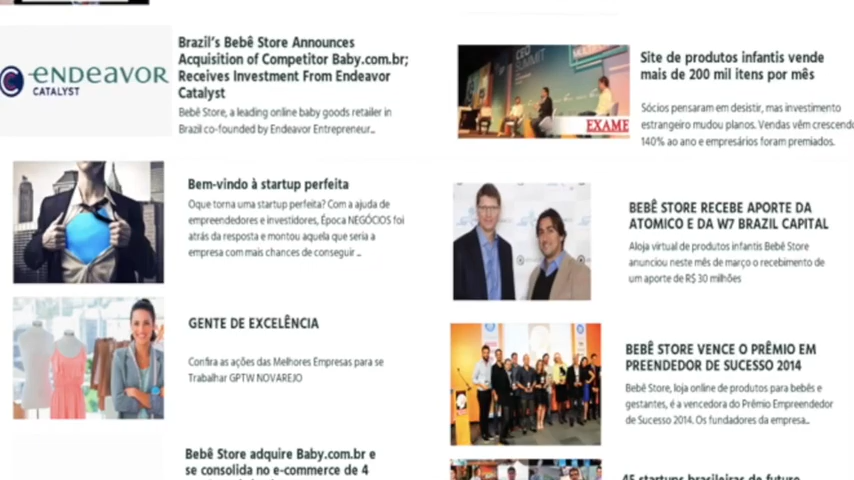 endeavor
CATALYST
Brazil's Bebê Store Announces
Acquisition of Competitor Baby.com.br;
Receives Investment From Endeavor
Catalyst
Bebê Store, a leading online baby goods retailer in
Brazil co-founded by Endeavor Entrepreneur...
CEO
SUMMIT
EXAME
Site de produtos infantis vende
mais de 200 mil itens por mês
Sócios pensaram em desistir, mas investimento
estrangeiro mudou planos. Vendas vêm crescendo
140% ao ano e empresários foram premiados.
Bem-vindo à startup perfeita
Oque torna uma startup perfeita? Com a ajuda de
empreendedores e investidores, Época NEGÓCIOS foi
atrás da resposta e montou aquela que seria a
empresa com mais chances de conseguir ...
BEBÊ STORE RECEBE APORTE DA
ATOMICO E DA W7 BRAZIL CAPITAL
Aloja virtual de produtos infantis Bebê Store
anunciou neste mês de março o recebimento de
um aporte de R$ 30 milhões
GENTE DE EXCELÊNCIA
Confira as ações das Melhores Empresas para se
Trabalhar GPTW NOVAREJO
BEBÊ STORE VENCE O PRÊMIO EM
PREENDEDOR DE SUCESSO 2014
Bebê Store, loja online de produtos para bebês e
gestantes, é a vencedora do Prêmio Empreendedor
de Sucesso 2014. Os fundadores da empresa...
Bebê Store adquire Baby.com.br e
se consolida no e-commerce de 4
45 startups brasileiras de futuro